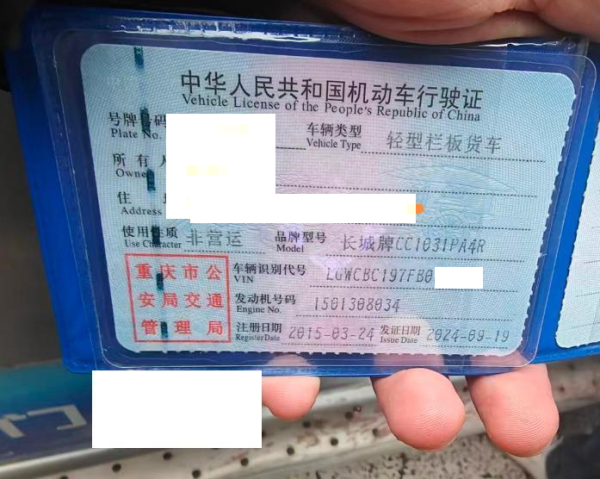 中华人民共和国机动车行驶证
Vehicle License of the People's Republic of China
号牌号码 车辆类型 轻型栏板货车
Plate No. Vehicle Type
所有人
Owner
住
Address
使用性质 非营运 品牌型号 长城牌CC1031PA4R
Use Character Model
重庆市公 车辆识别代号 LGWCBC197FB0
安局交通 VIN
管理局 发动机号码 1501308034
Engine No.
注册日期 2015-03-24 发证日期 2024-09-19
Register Date Issue Date